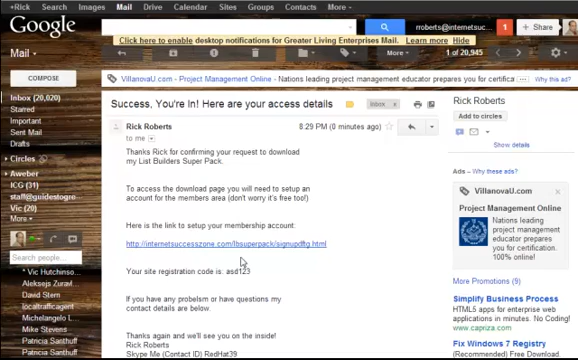 +Rick Search Images Mail Drive Calendar Sites Groups Contacts More
Google
rroberts@internetsuc... 1 + Share
Click here to enable desktop notifications for Greater Living Enterprises Mail. Learn more Hide
Mail
More
1 of 20,945
COMPOSE
VillanovaU.com - Project Management Online - Nations leading project management educator prepares you for certifica
Why this ad?
Inbox (20,020)
Starred
Important
Sent Mail
Drafts
Circles
Aweber
ICG (31)
staff@guidestogro...
Vic (20)
More
Rick
Search people...
* Vic Hutchinso...
Aleksejs Zuravl
David Stern
localtrafficagent
Michelangelo I...
Mike Stevens
Patricia Santhuff
Patricia Santhuff
Success, You're In! Here are your access details
Inbox x
Rick Roberts
8:29 PM (0 minutes ago)
to me
Thanks Rick for confirming your request to download
my List Builders Super Pack.
To access the download page you will need to setup an
account for the members area (don't worry it's free too!)
Here is the link to setup your membership account:
http://internetsuccesszone.com/lbsuperpack/signupdftg.html
Your site registration code is: asd123
If you have any probelsm or have questions my
contact details are below.
Thanks again and we'll see you on the inside!
Rick Roberts
Skype Me (Contact ID) RedHat39
Rick Roberts
Add to circles
Show details
Ads – Why these ads?
VillanovaU.com
Project Management
Online
Nations leading
project management
educator prepares
you for certification.
100% online!
More Promotions (9)
Simplify Business Process
HTML5 apps for enterprise web
applications in minutes. No Coding!
www.capriza.com
Fix Windows 7 Registry
(Recommended) Free Download.